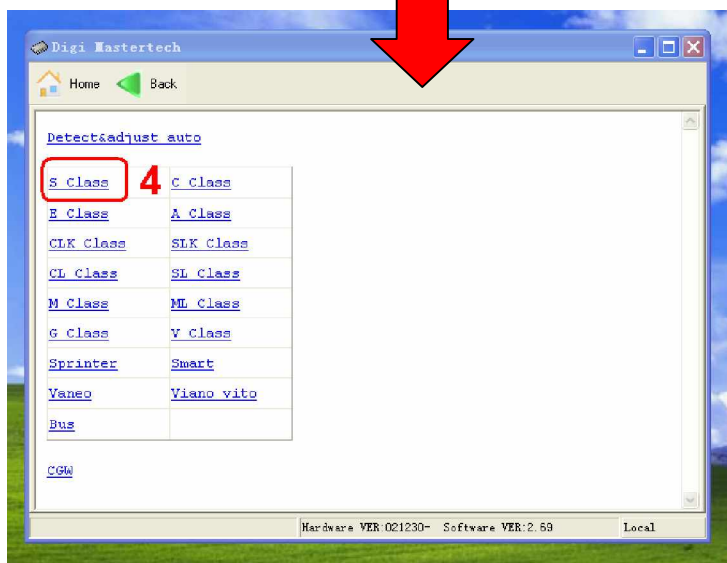 Digi Mastertech
Home Back
Detect&adjust auto
S Class 4 C Class
E Class A Class
CLK Class SLK Class
CL Class SL Class
M Class ML Class
G Class V Class
Sprinter Smart
Vaneo Viano vito
Bus
CGW
Hardware VER:021230- Software VER:2.69 Local